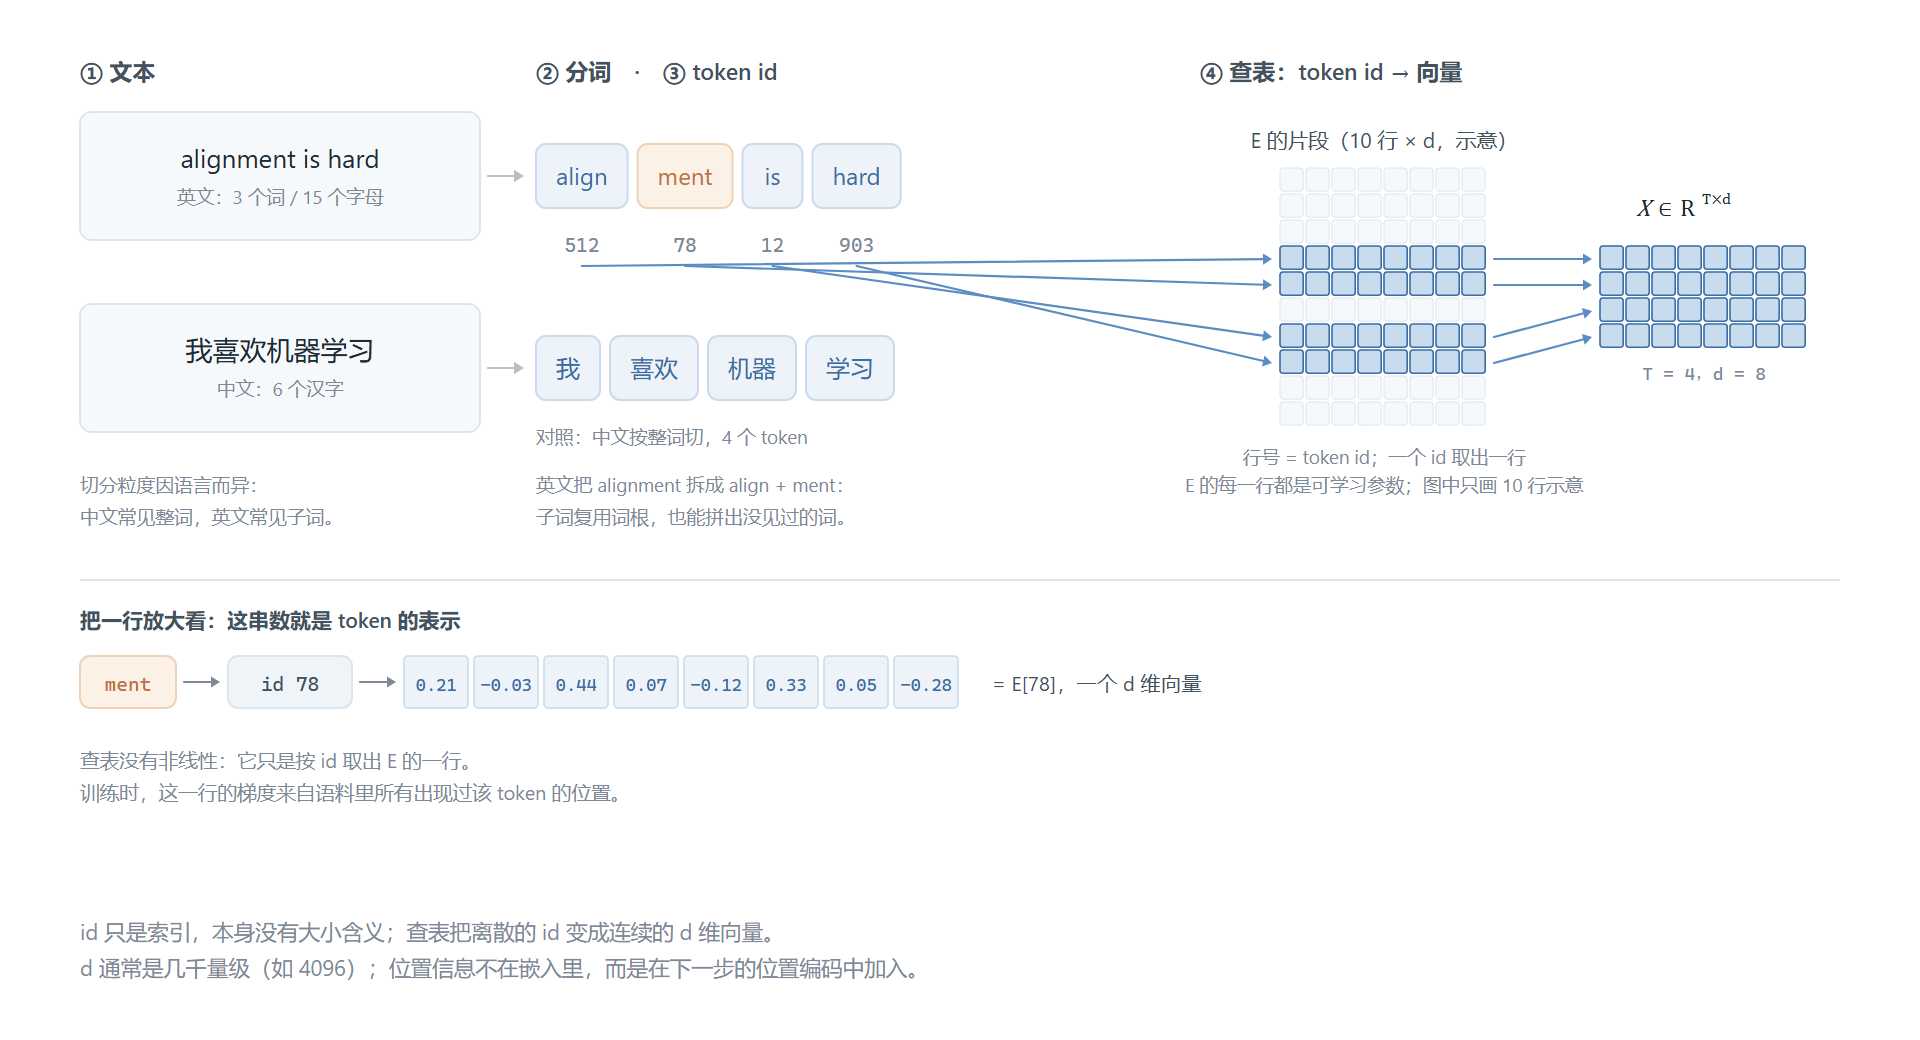 ① 文本
② 分词 · ③ token id
④ 查表：token id → 向量
alignment is hard
英文：3 个词 / 15 个字母
align
ment
is
hard
512
78
12
903
E 的片段（10 行 × d，示意）
X ∈ R T×d
T = 4, d = 8
我喜欢机器学习
中文：6 个汉字
我
喜欢
机器
学习
对照：中文按整词切，4 个 token
行号 = token id；一个 id 取出一行
E 的每一行都是可学习参数；图中只画 10 行示意
切分粒度因语言而异：
中文常见整词，英文常见子词。
英文把 alignment 拆成 align + ment：
子词复用词根，也能拼出没见过的词。
把一行放大看：这串数就是 token 的表示
ment
id 78
0.21
−0.03
0.44
0.07
−0.12
0.33
0.05
−0.28
= E[78]，一个 d 维向量
查表没有非线性：它只是按 id 取出 E 的一行。
训练时，这一行的梯度来自语料里所有出现过该 token 的位置。
id 只是索引，本身没有大小含义；查表把离散的 id 变成连续的 d 维向量。
d 通常是几千量级（如 4096）；位置信息不在嵌入里，而是在下一步的位置编码中加入。